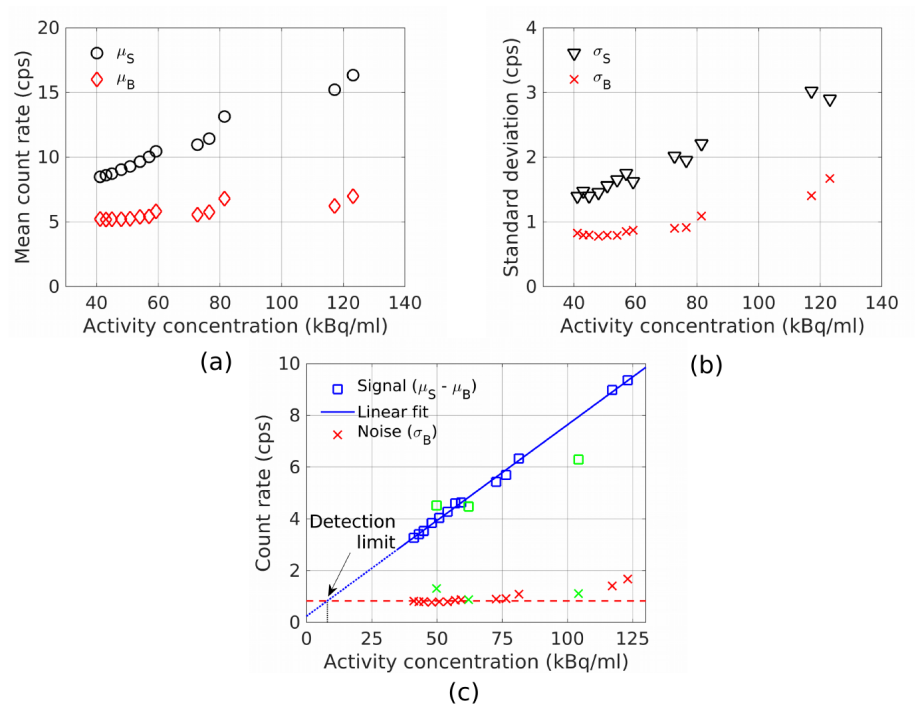 20
15
10
5
0
Mean count rate (cps)
μS
μB
40 60 80 100 120 140
Activity concentration (kBq/ml)
(a)
4
3
2
1
0
Standard deviation (cps)
σS
σB
40 60 80 100 120 140
Activity concentration (kBq/ml)
(b)
10
8
6
4
2
0
Count rate (cps)
Signal (μS - μB)
Linear fit
Noise (σB)
Detection
limit
0 25 50 75 100 125
Activity concentration (kBq/ml)
(c)